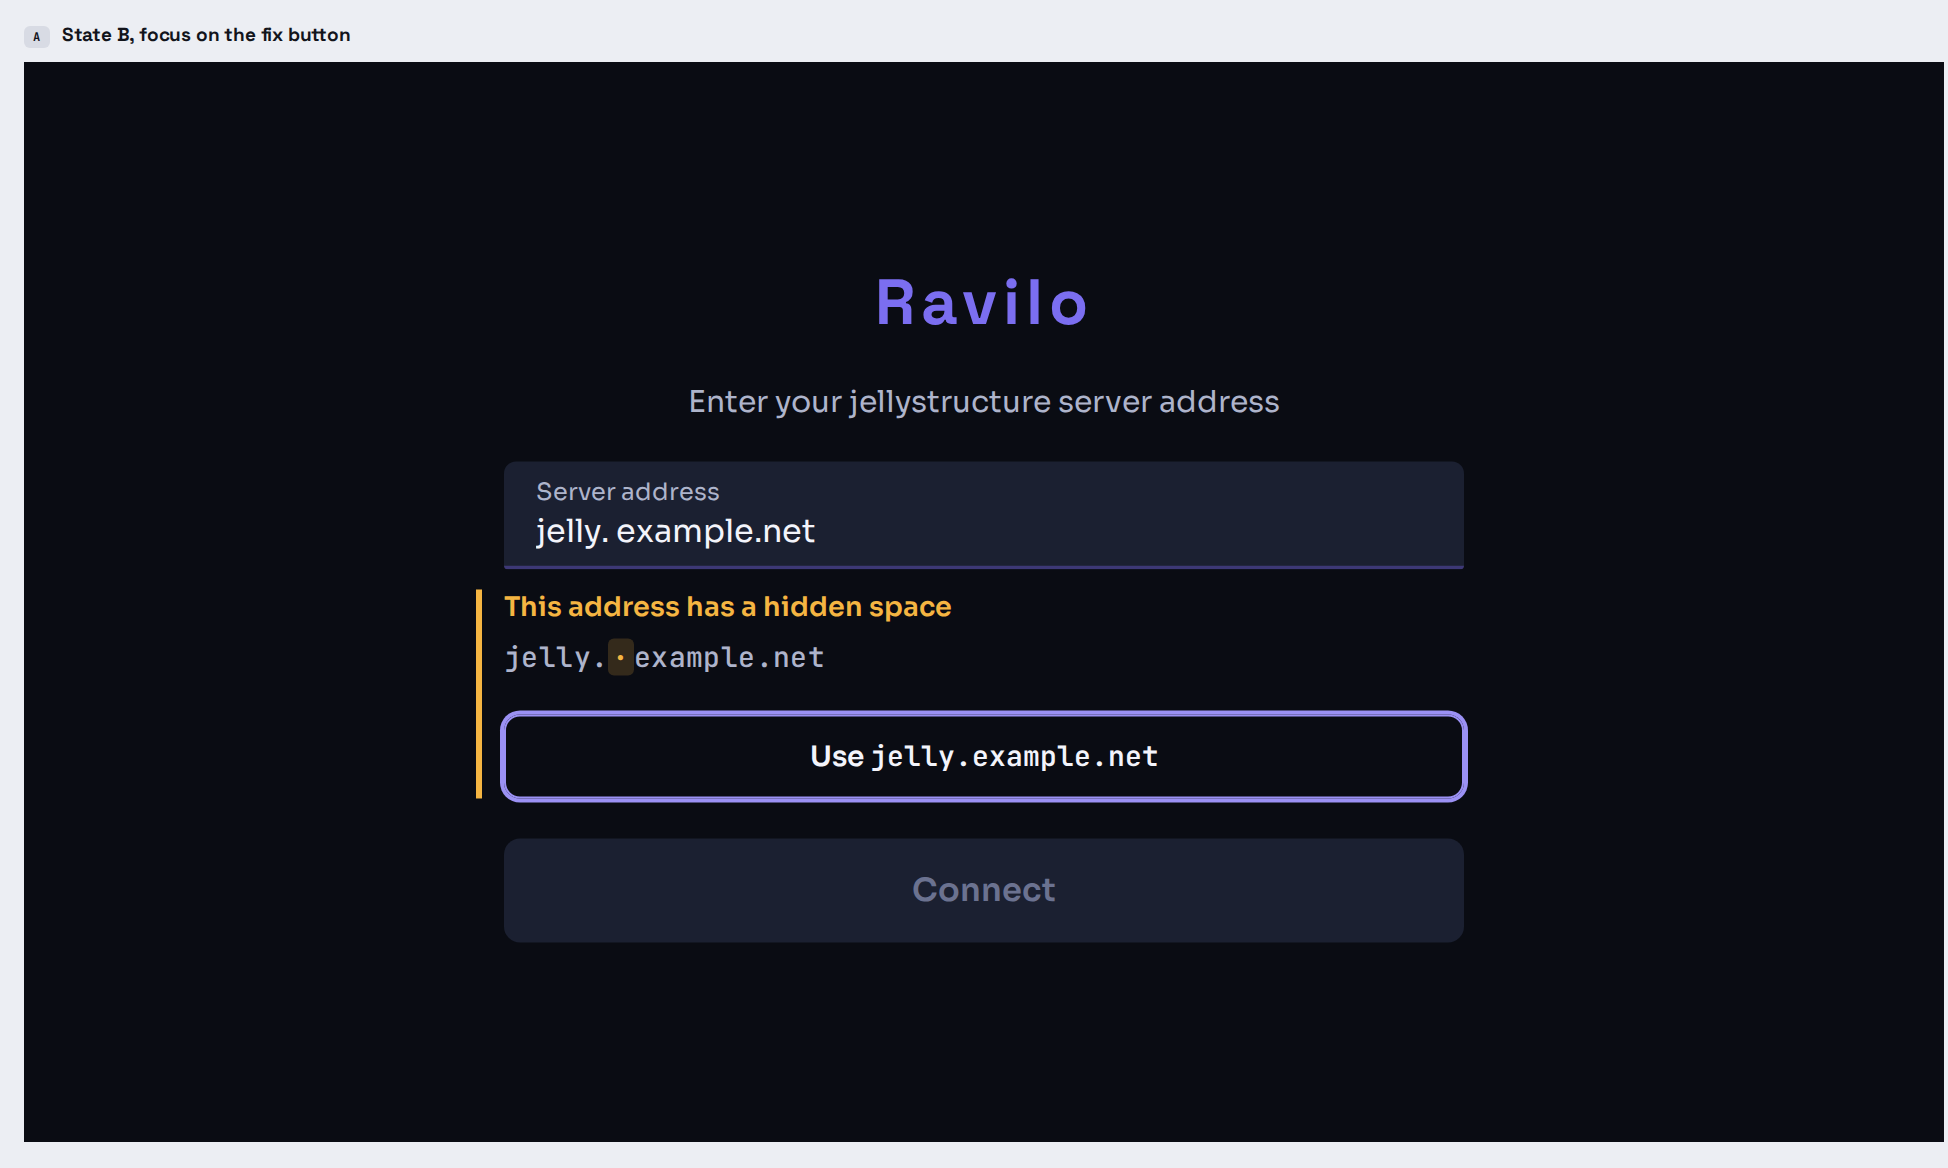 A State B, focus on the fix button
Ravilo
Enter your jellystructure server address
Server address
jelly. example.net
This address has a hidden space
jelly.·example.net
Use jelly.example.net
Connect